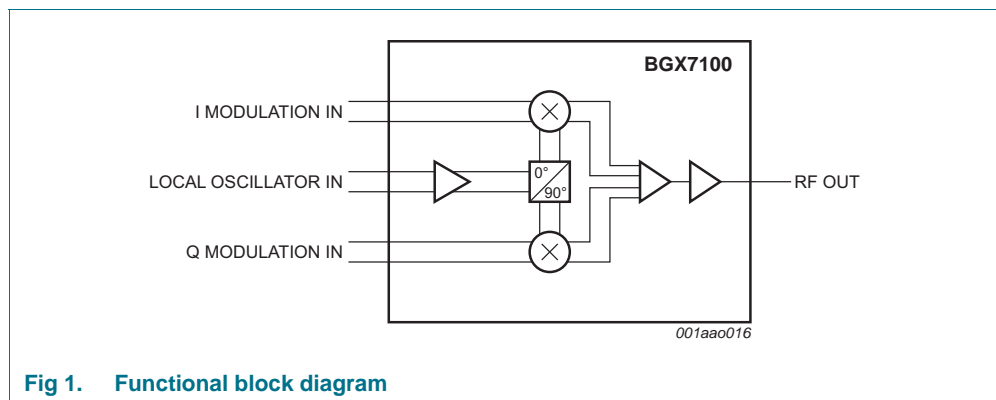 BGX7100
I MODULATION IN
LOCAL OSCILLATOR IN
0°
90°
RF OUT
Q MODULATION IN
001aao016
Fig 1. Functional block diagram